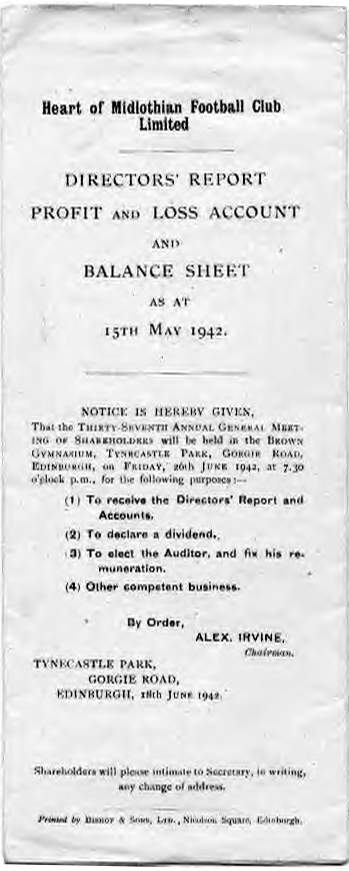 Heart of Midlothian Football Club
Limited
DIRECTORS' REPORT
PROFIT AND LOSS ACCOUNT
AND
BALANCE SHEET
AS AT
15TH MAY 1942.
NOTICE IS HEREBY GIVEN,
That the THIRTY-SEVENTH ANNUAL GENERAL MEET-
ING OF SHAREHOLDERS will be held in the BROWN
GYMNASIUM, TYNECASTLE PARK, GORGIE ROAD,
EDINBURGH, on FRIDAY, 26th JUNE 1942, at 7.30
o'clock p.m., for the following purposes:—
(1) To receive the Directors' Report and
Accounts.
(2) To declare a dividend.
(3) To elect the Auditor, and fix his re-
muneration.
(4) Other competent business.
By Order,
ALEX. IRVINE,
Chairman.
TYNECASTLE PARK,
GORGIE ROAD,
EDINBURGH, 18th JUNE 1942.
Shareholders will please intimate to Secretary, in writing,
any change of address.
Printed by BISHOP & SONS, LTD., Nicolson Square, Edinburgh.